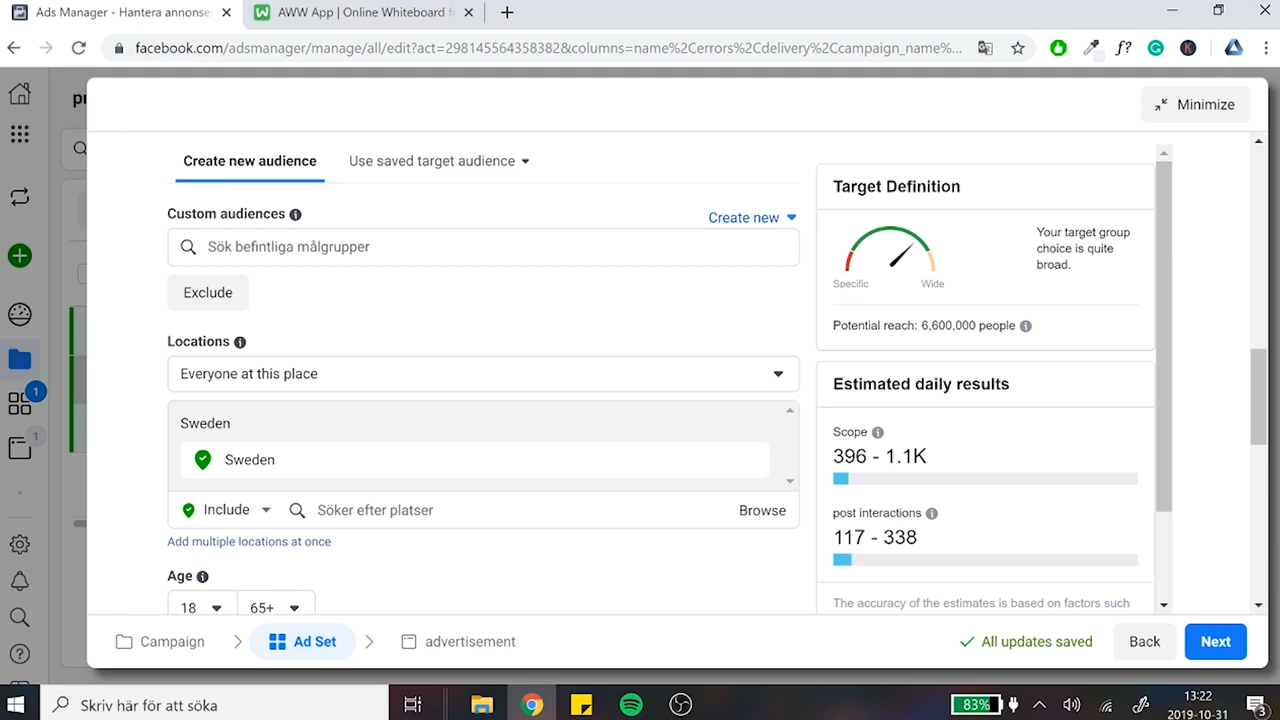 Ads Manager - Hantera annonser
AWW App | Online Whiteboard f
facebook.com/adsmanager/manage/all/edit?act=298145564358382&columns=name%2Cerrors%2Cdelivery%2Ccampaign_name%...
f?
K
pr
Minimize
Create new audience
Use saved target audience
Custom audiences
Create new
Sök befintliga målgrupper
Exclude
Locations
Everyone at this place
Sweden
Sweden
Include
Söker efter platser
Browse
Add multiple locations at once
Age
18
65+
Target Definition
Your target group
choice is quite
broad.
Specific
Wide
Potential reach: 6,600,000 people
Estimated daily results
Scope
396 - 1.1K
post interactions
117 - 338
The accuracy of the estimates is based on factors such
1
1
Campaign
Ad Set
advertisement
All updates saved
Back
Next
Skriv här för att söka
83%
13:22
2019-10-31
3